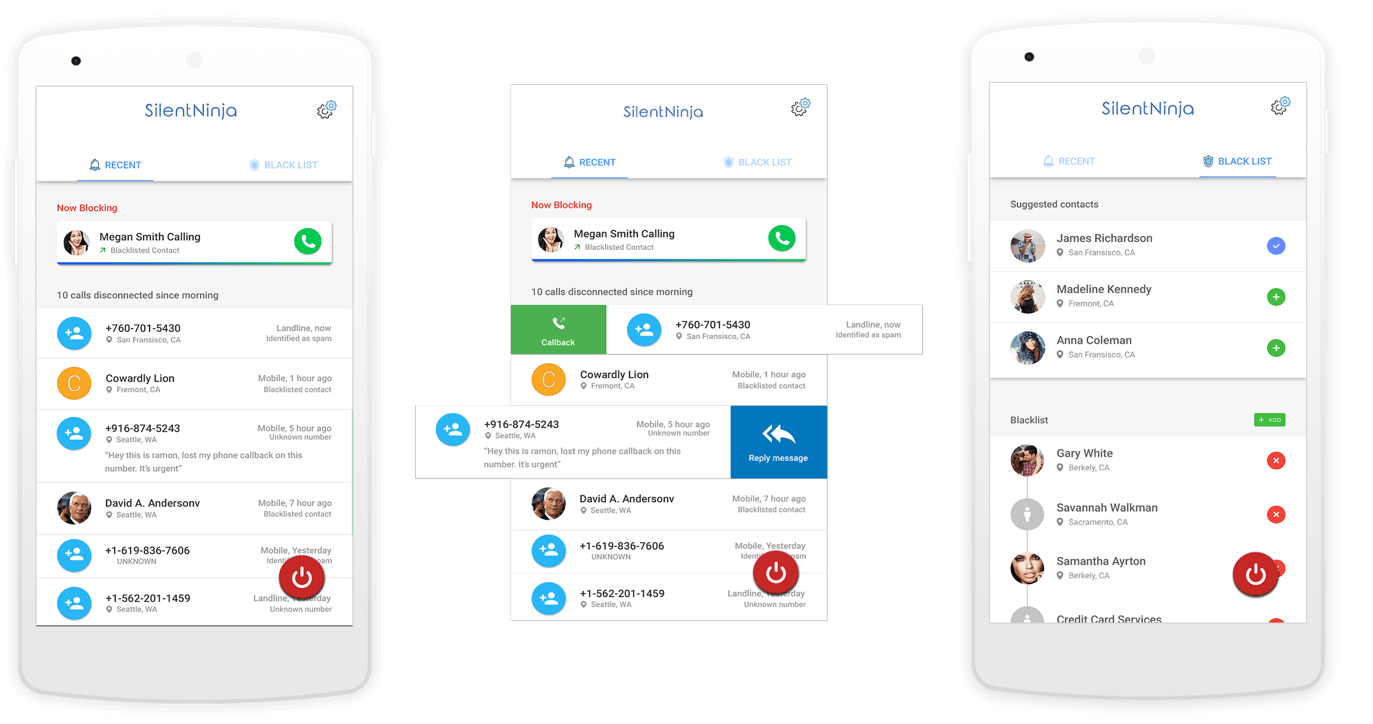 SilentNinja
RECENT
BLACK LIST
Now Blocking
Megan Smith Calling
Blacklisted Contact
10 calls disconnected since morning
+760-701-5430
San Fransisco, CA
Landline, now
Identified as spam
Cowardly Lion
Fremont, CA
Mobile, 1 hour ago
Blacklisted contact
+916-874-5243
Seattle, WA
Mobile, 5 hour ago
Unknown number
"Hey this is ramon, lost my phone callback on this
number. It's urgent"
David A. Andersonv
Seattle, WA
Mobile, 7 hour ago
Blacklisted contact
+1-619-836-7606
UNKNOWN
Mobile, Yesterday
+1-562-201-1459
Seattle, WA
Landline, Yesterday
Unknown number
SilentNinja
RECENT
BLACK LIST
Now Blocking
Megan Smith Calling
Blacklisted Contact
10 calls disconnected since morning
Callback
+760-701-5430
San Fransisco, CA
Landline, now
Identified as spam
C
Cowardly Lion
Fremont, CA
Mobile, 1 hour ago
Blacklisted contact
+916-874-5243
Seattle, WA
Mobile, 5 hour ago
Unknown number
"Hey this is ramon, lost my phone callback on this
number. It's urgent"
Reply message
David A. Andersonv
Seattle, WA
Mobile, 7 hour ago
Blacklisted contact
+1-619-836-7606
UNKNOWN
Mobile, Yesterday
+1-562-201-1459
Seattle, WA
Landline, Yesterday
Unknown number
SilentNinja
RECENT
BLACK LIST
Suggested contacts
James Richardson
San Fransisco, CA
Madeline Kennedy
Fremont, CA
Anna Coleman
San Fransisco, CA
Blacklist
+ ADD
Gary White
Berkely, CA
Savannah Walkman
Sacramento, CA
Samantha Ayrton
Berkely, CA
Credit Card Services